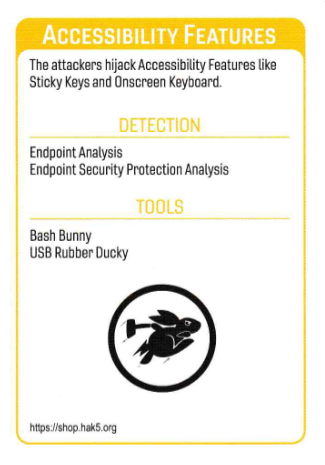 ACCESSIBILITY FEATURES
The attackers hijack Accessibility Features like
Sticky Keys and Onscreen Keyboard.
DETECTION
Endpoint Analysis
Endpoint Security Protection Analysis
TOOLS
Bash Bunny
USB Rubber Ducky
https://shop.hak5.org